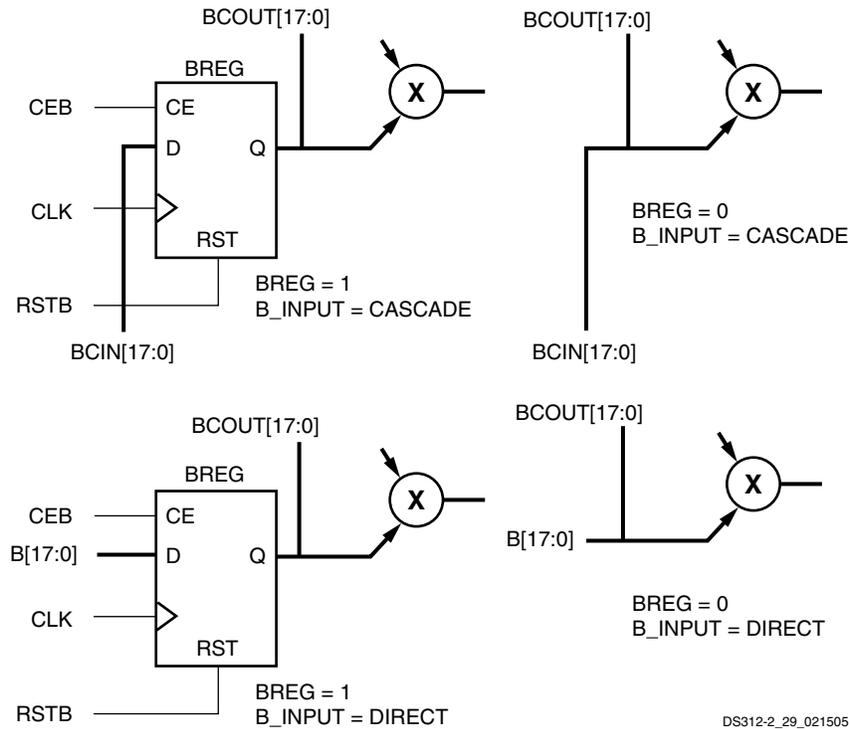 BCOUT[17:0]
BREG
CEB
CE
D
Q
CLK
RST
RSTB
BREG = 1
B_INPUT = CASCADE
BCIN[17:0]
X
BCOUT[17:0]
X
BREG = 0
B_INPUT = CASCADE
BCIN[17:0]
BCOUT[17:0]
BREG
CEB
CE
B[17:0]
D
Q
CLK
RST
RSTB
BREG = 1
B_INPUT = DIRECT
X
BCOUT[17:0]
X
B[17:0]
BREG = 0
B_INPUT = DIRECT
DS312-2_29_021505